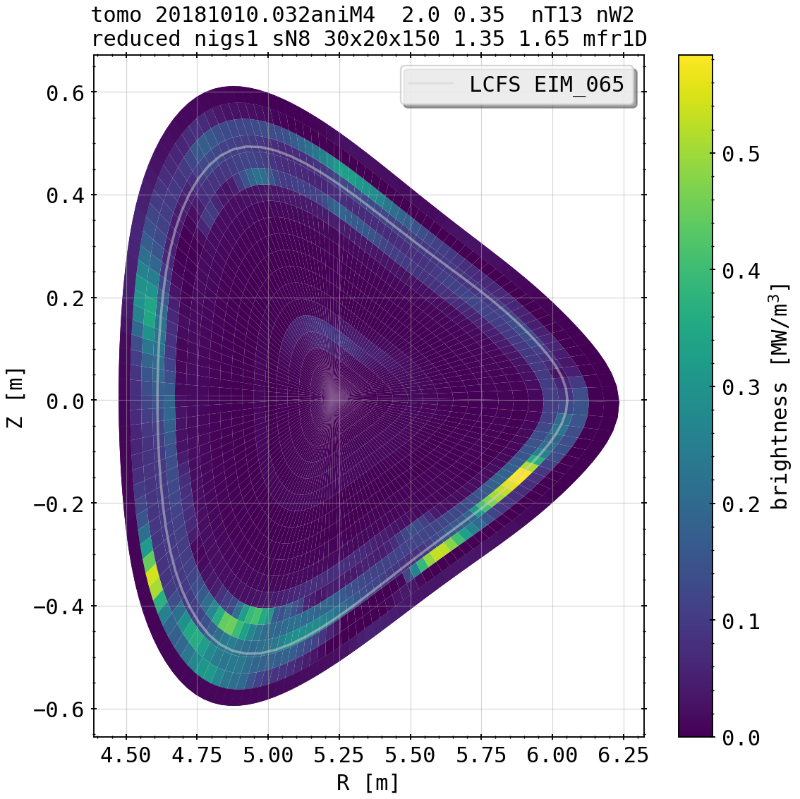 tomo 20181010.032aniM4  2.0 0.35  nT13 nW2
reduced nigs1 sN8 30x20x150 1.35 1.65 mfr1D
LCFS EIM_065
0.6
0.4
0.2
0.0
−0.2
−0.4
−0.6
Z [m]
4.50 4.75 5.00 5.25 5.50 5.75 6.00 6.25
R [m]
0.5
0.4
0.3
0.2
0.1
0.0
brightness [MW/m³]